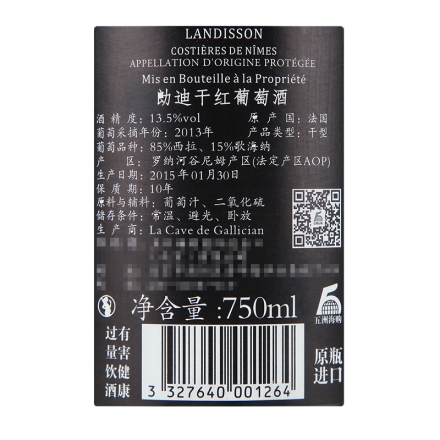 LANDISSON
COSTIÈRES DE NÎMES
APPELLATION D'ORIGINE PROTÉGÉE
Mis en Bouteille à la Propriété
勋迪干红葡萄酒
酒精度：13.5%vol 原产国：法国
葡萄采摘年份：2013年 产品类型：干型
葡萄品种：85%西拉、15%歌海纳
产区：罗纳河谷尼姆产区(法定产区AOP)
生产日期：2015年01月30日
保质期：10年
原料与辅料：葡萄汁、二氧化硫
储存条件：常温、避光、卧放
生产商：La Cave de Gallician
净含量:750ml
五洲海购
过量饮酒
有害健康
3 327640 001264
原瓶
进口